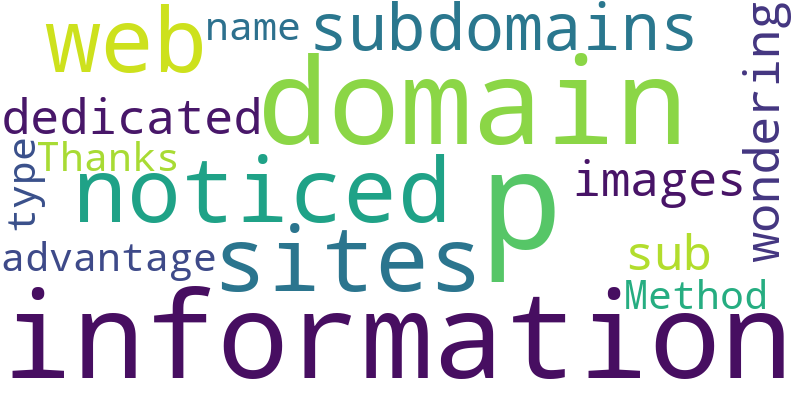 web
name
subdomains
wondering
dedicated
domain
type
Thanks
noticed
p
images
advantage
sites
sub
Method
information